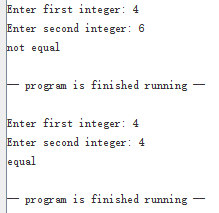 Enter first integer: 4
Enter second integer: 6
not equal
-- program is finished running --
Enter first integer: 4
Enter second integer: 4
equal
-- program is finished running --